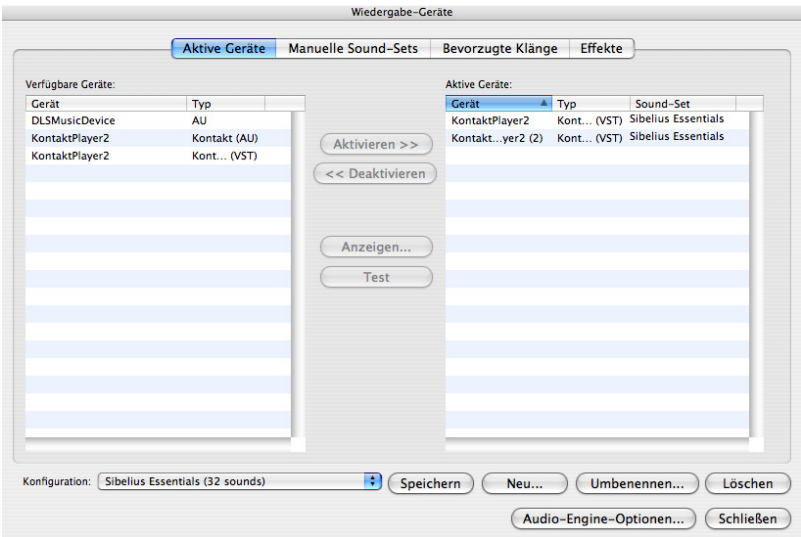 Wiedergabe-Geräte
Aktive Geräte Manuelle Sound-Sets Bevorzugte Klänge Effekte
Verfügbare Geräte:
Gerät Typ
DLSMusicDevice AU
KontaktPlayer2 Kontakt (AU)
KontaktPlayer2 Kont... (VST)
Aktivieren >>
<< Deaktivieren
Anzeigen...
Test
Aktive Geräte:
Gerät Typ Sound-Set
KontaktPlayer2 Kont... (VST) Sibelius Essentials
Kontakt...yer2 (2) Kont... (VST) Sibelius Essentials
Konfiguration: Sibelius Essentials (32 sounds) Speichern Neu... Umbenennen... Löschen
Audio-Engine-Optionen... Schließen